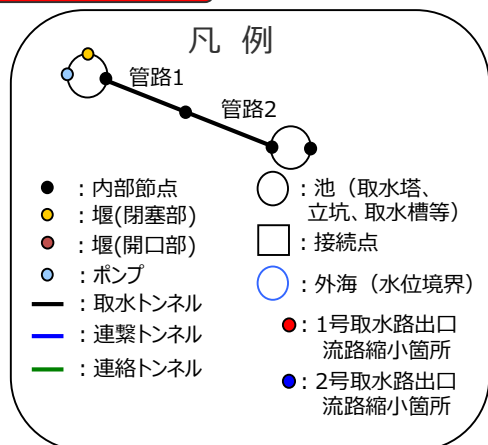 凡 例
管路1
管路2
：内部節点
：堰(閉塞部)
：堰(開口部)
：ポンプ
：取水トンネル
：連繫トンネル
：連絡トンネル
：池（取水塔、
立坑、取水槽等）
：接続点
：外海（水位境界）
：1号取水路出口
流路縮小箇所
：2号取水路出口
流路縮小箇所